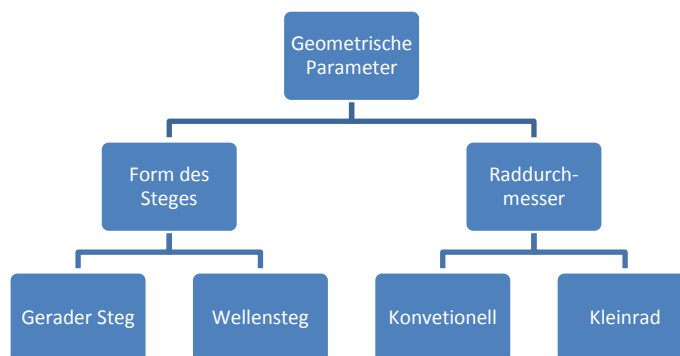 Geometrische
Parameter
Form des
Steges
Raddurch-
messer
Gerader Steg
Wellensteg
Konvetionell
Kleinrad